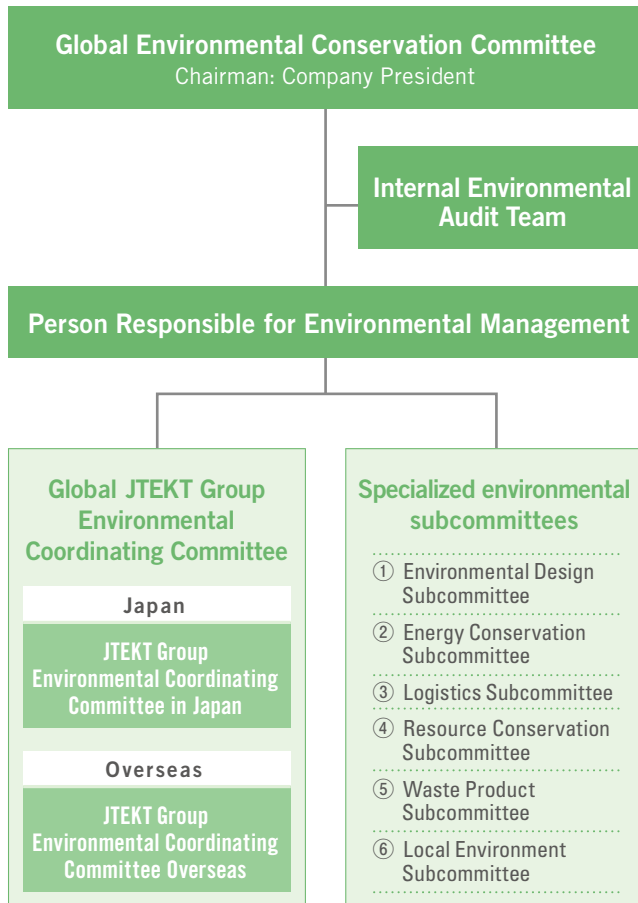 Global Environmental Conservation Committee
Chairman: Company President
Internal Environmental
Audit Team
Person Responsible for Environmental Management
Global JTEKT Group
Environmental
Coordinating Committee
Japan
JTEKT Group
Environmental Coordinating
Committee in Japan
Overseas
JTEKT Group
Environmental Coordinating
Committee Overseas
Specialized environmental
subcommittees
① Environmental Design
Subcommittee
② Energy Conservation
Subcommittee
③ Logistics Subcommittee
④ Resource Conservation
Subcommittee
⑤ Waste Product
Subcommittee
⑥ Local Environment
Subcommittee